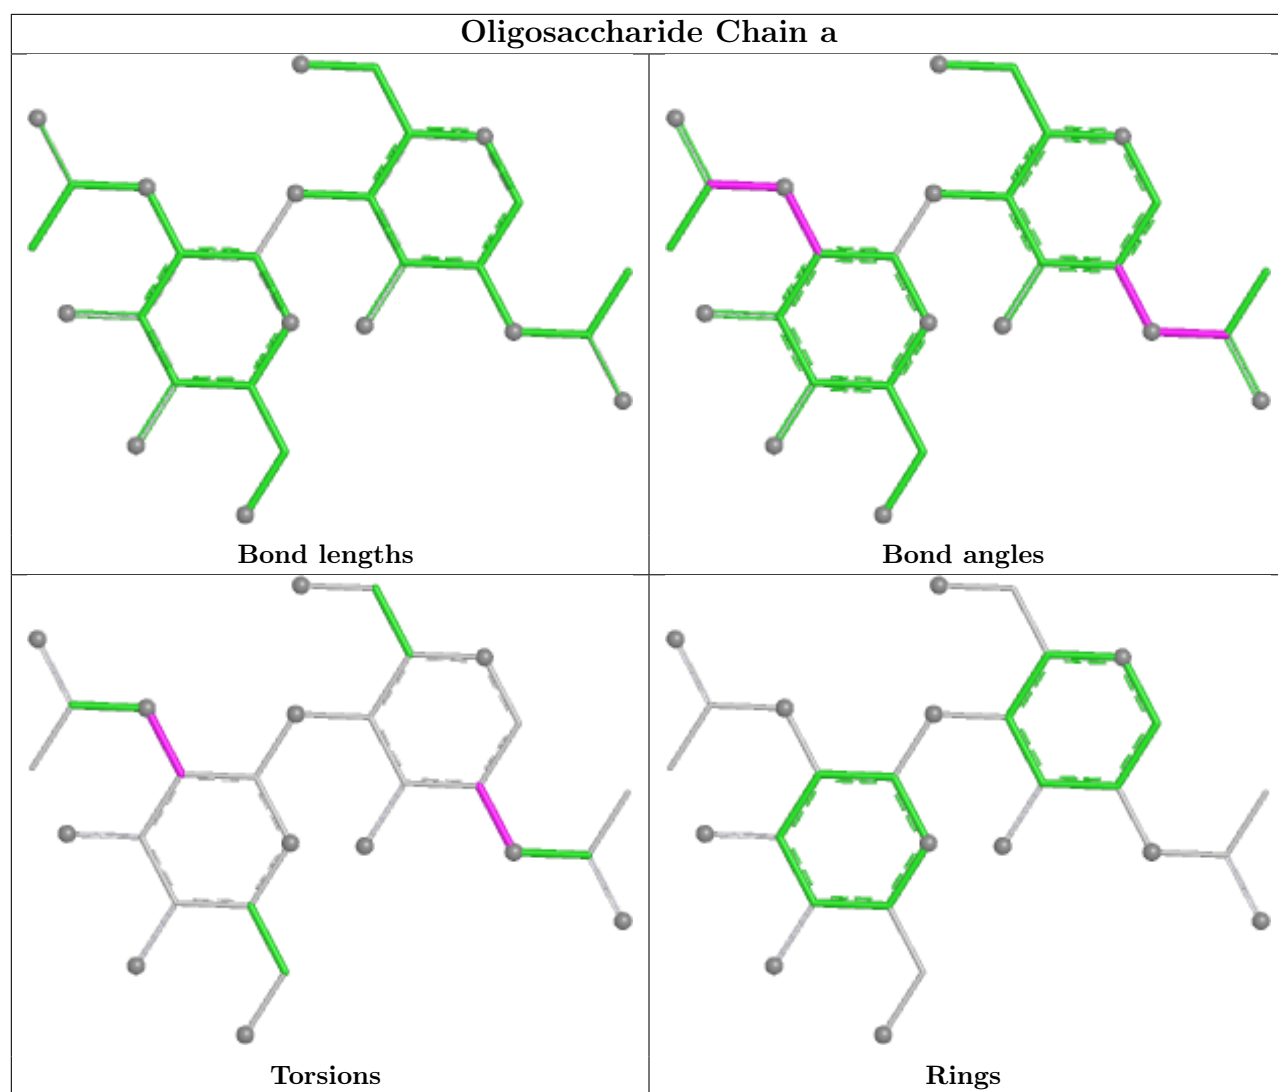 Oligosaccharide Chain a
Bond lengths
Bond angles
Torsions
Rings